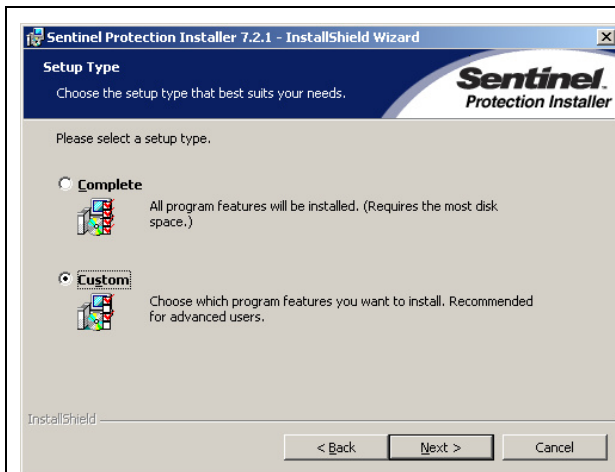 Sentinel Protection Installer 7.2.1 - InstallShield Wizard
Setup Type
Choose the setup type that best suits your needs.
Sentinel.
Protection Installer
Please select a setup type.
Complete
All program features will be installed. (Requires the most disk
space.)
Custom
Choose which program features you want to install. Recommended
for advanced users.
InstallShield
< Back
Next >
Cancel